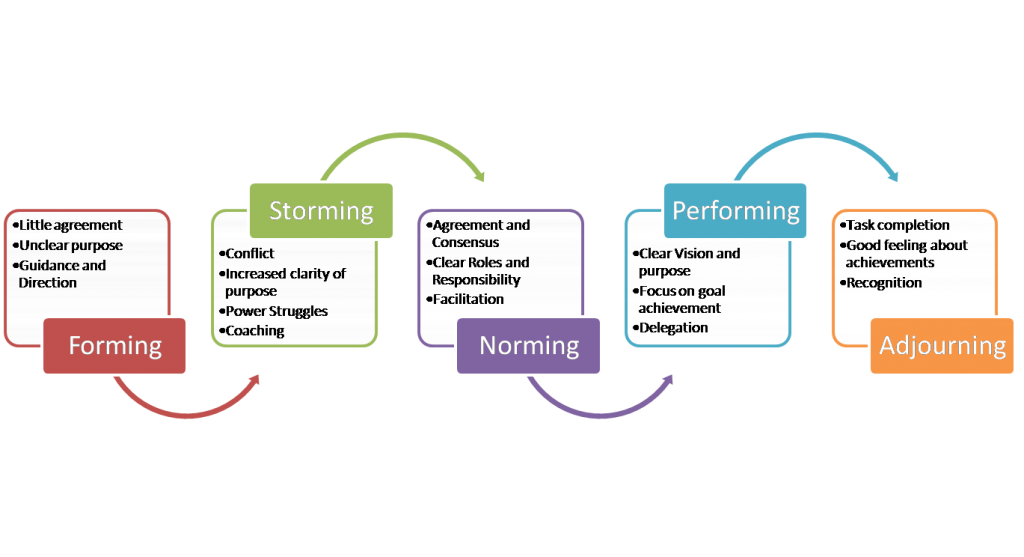 •Little agreement
•Unclear purpose
•Guidance and
Direction
Forming
Storming
•Conflict
•Increased clarity of
purpose
•Power Struggles
•Coaching
•Agreement and
Consensus
•Clear Roles and
Responsibility
•Facilitation
Norming
Performing
•Clear Vision and
purpose
•Focus on goal
achievement
•Delegation
•Task completion
•Good feeling about
achievements
•Recognition
Adjourning